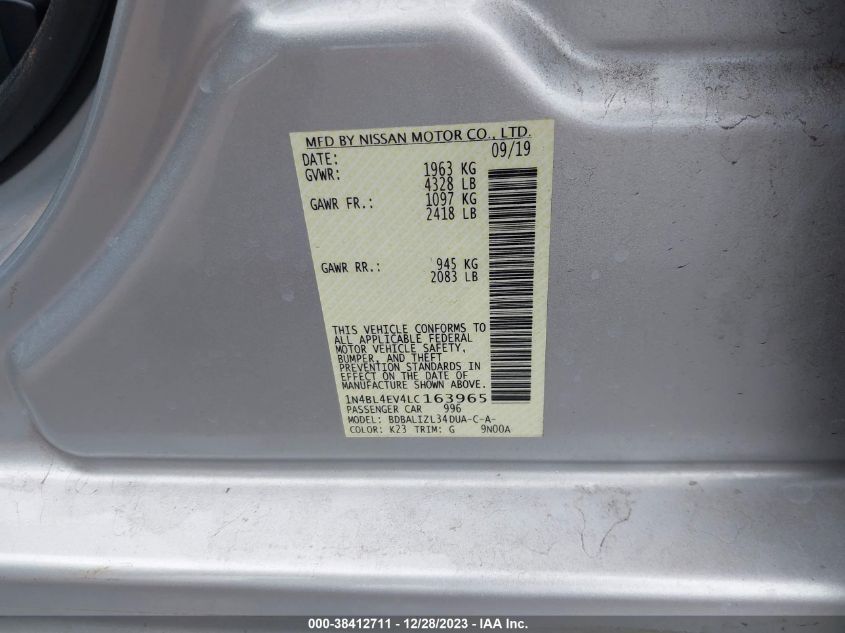 MFD BY NISSAN MOTOR CO., LTD.
DATE: 09/19
GVWR: 1963 KG
4328 LB
GAWR FR.: 1097 KG
2418 LB
GAWR RR.: 945 KG
2083 LB
THIS VEHICLE CONFORMS TO
ALL APPLICABLE FEDERAL
MOTOR VEHICLE SAFETY,
BUMPER, AND THEFT
PREVENTION STANDARDS IN
EFFECT ON THE DATE OF
MANUFACTURE SHOWN ABOVE.
1N4BL4EV4LC163965
PASSENGER CAR 996
MODEL: BDBALIZL34DUA-C-A-
COLOR: K23 TRIM: G 9N00A
000-38412711 - 12/28/2023 - IAA Inc.